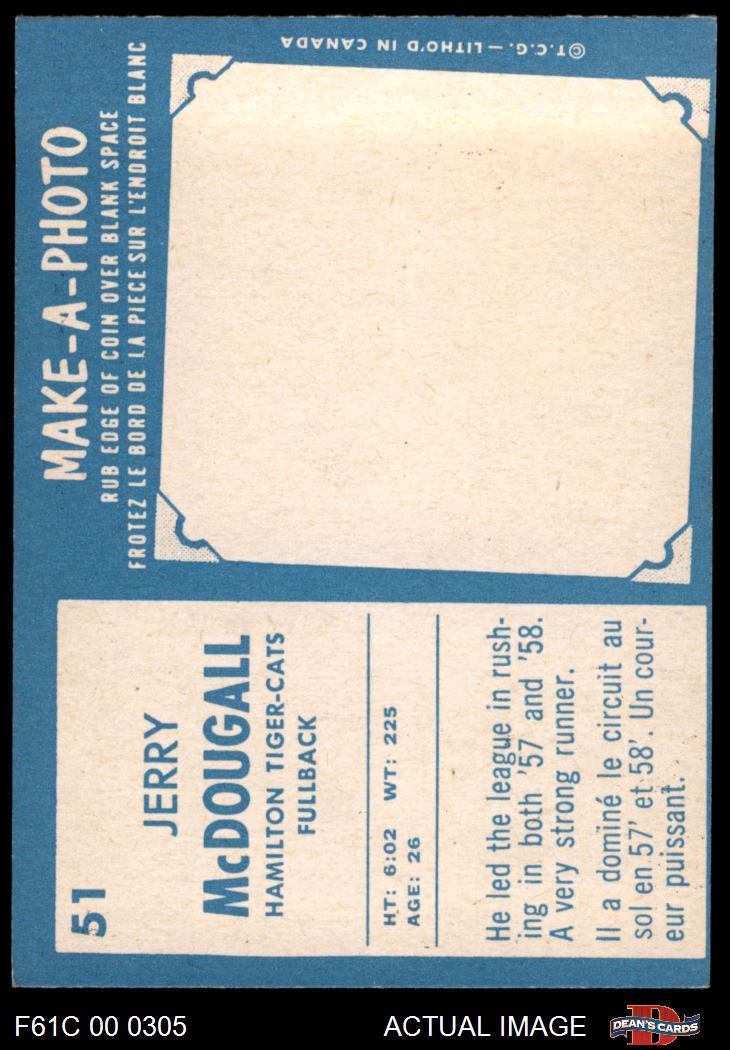 51
JERRY
McDOUGALL
HAMILTON TIGER-CATS
FULLBACK
HT: 6:02 WT: 225
AGE: 26
He led the league in rush-
ing in both '57 and '58.
A very strong runner.
Il a dominé le circuit au
sol en 57' et 58'. Un cour-
eur puissant.
MAKE-A-PHOTO
RUB EDGE OF COIN OVER BLANK SPACE
FROTEZ LE BORD DE LA PIECE SUR L'ENDROIT BLANC
©T.C.G.—LITHO'D IN CANADA
F61C 00 0305
ACTUAL IMAGE
DEAN'S CARDS